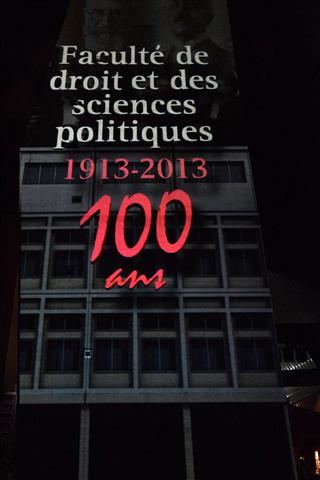 Faculté de
droit et des
sciences
politiques
1913-2013
100
ans